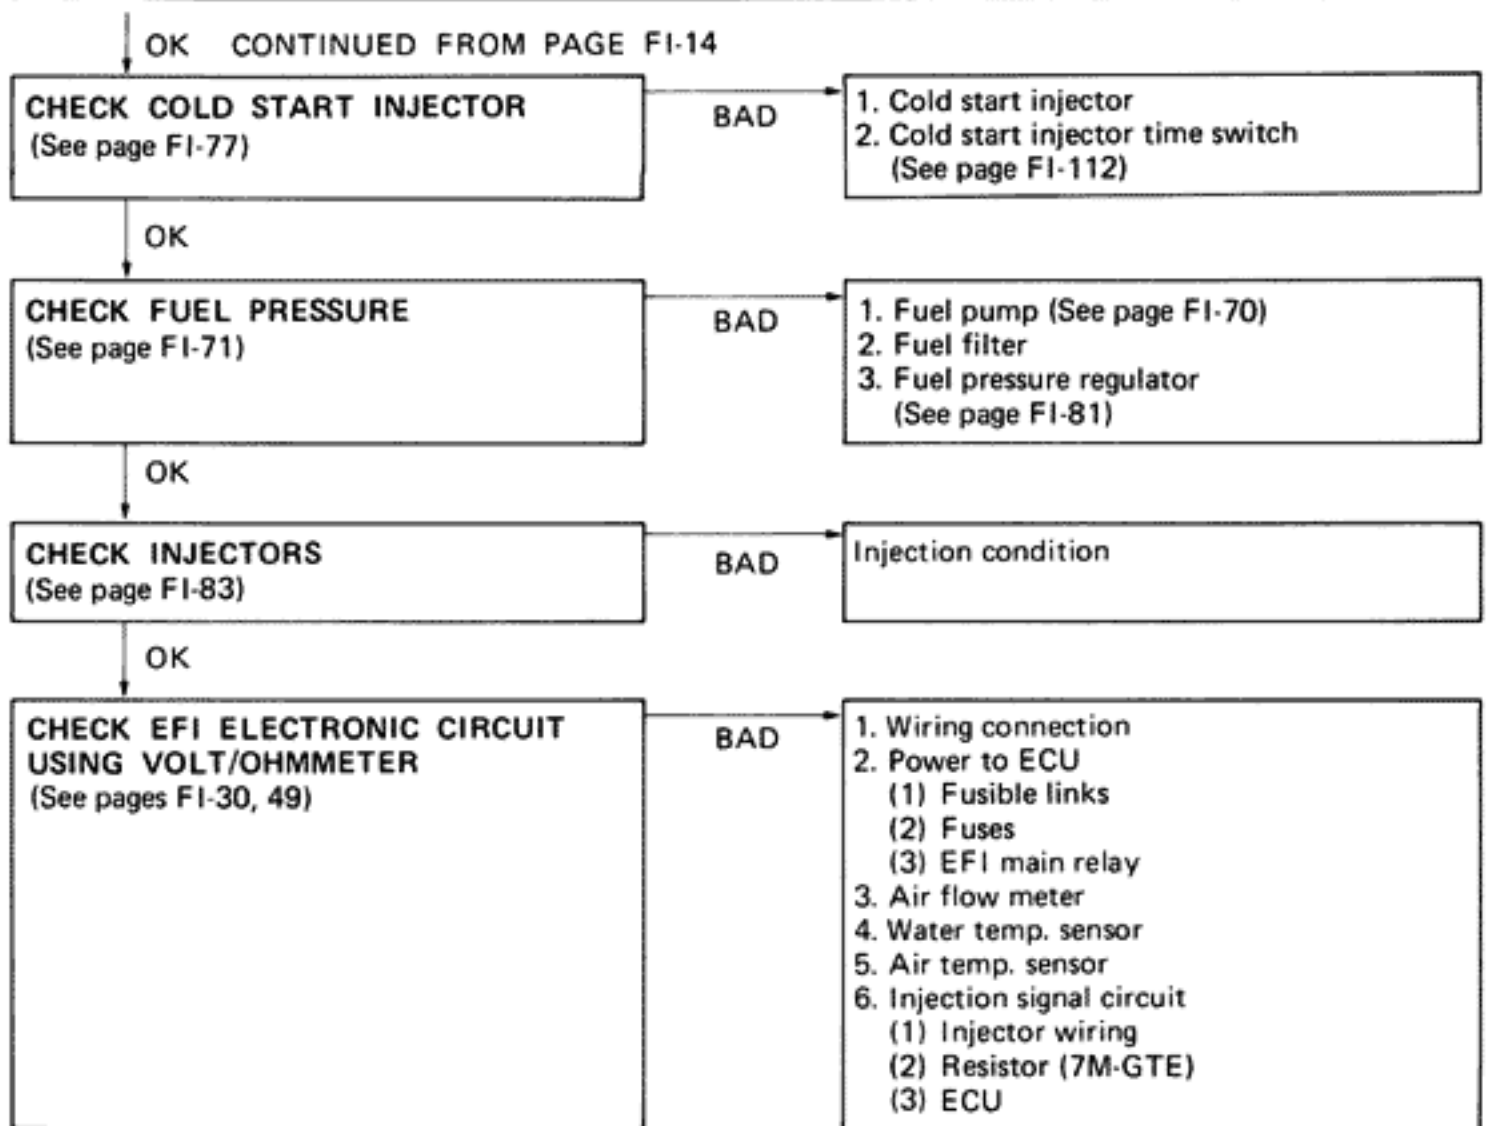 OK CONTINUED FROM PAGE FI-14
CHECK COLD START INJECTOR
(See page FI-77)
BAD
1. Cold start injector
2. Cold start injector time switch
(See page FI-112)
OK
CHECK FUEL PRESSURE
(See page FI-71)
BAD
1. Fuel pump (See page FI-70)
2. Fuel filter
3. Fuel pressure regulator
(See page FI-81)
OK
CHECK INJECTORS
(See page FI-83)
BAD
Injection condition
OK
CHECK EFI ELECTRONIC CIRCUIT
USING VOLT/OHMMETER
(See pages FI-30, 49)
BAD
1. Wiring connection
2. Power to ECU
(1) Fusible links
(2) Fuses
(3) EFI main relay
3. Air flow meter
4. Water temp. sensor
5. Air temp. sensor
6. Injection signal circuit
(1) Injector wiring
(2) Resistor (7M-GTE)
(3) ECU